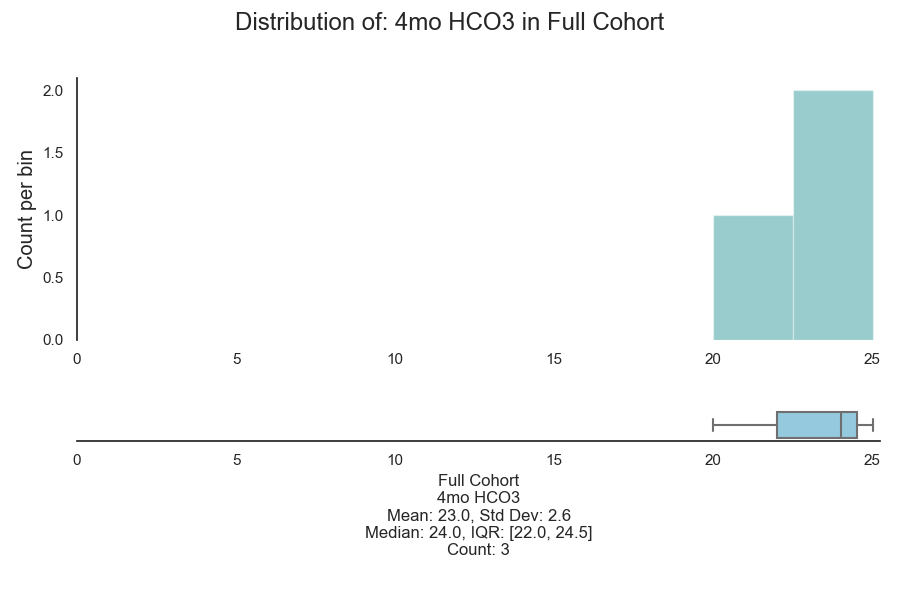 Distribution of: 4mo HCO3 in Full Cohort
Count per bin
2.0
1.5
1.0
0.5
0.0
0 5 10 15 20 25
0 5 10 15 20 25
Full Cohort
4mo HCO3
Mean: 23.0, Std Dev: 2.6
Median: 24.0, IQR: [22.0, 24.5]
Count: 3